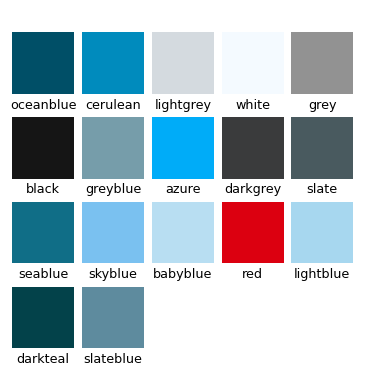 oceanblue cerulean lightgrey white grey
black greyblue azure darkgrey slate
seablue skyblue babyblue red lightblue
darkteal slateblue